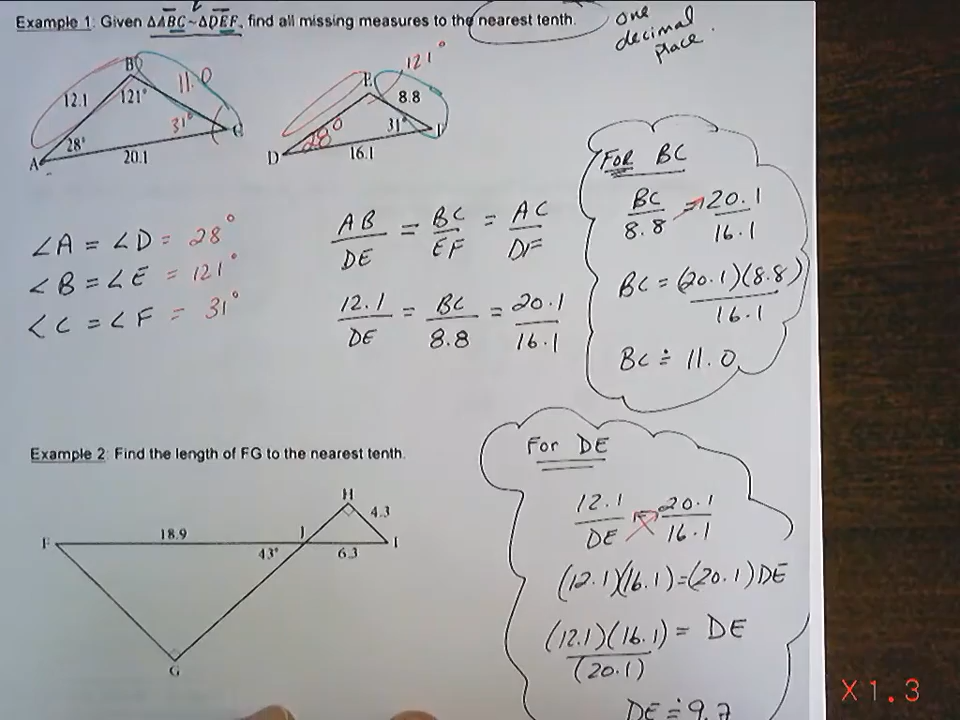 Example 1: Given ΔABC~ΔDEF, find all missing measures to the nearest tenth.
one
decimal
place.
B
12.1
121°
11.0
31°
28°
A
20.1
C
E
121°
8.8
28°
31°
D
16.1
F
∠A = ∠D = 28°
∠B = ∠E = 121°
∠C = ∠F = 31°
AB/DE = BC/EF = AC/DF
12.1/DE = BC/8.8 = 20.1/16.1
FOR BC
BC/8.8 = 20.1/16.1
BC = (20.1)(8.8)/16.1
BC ≐ 11.0
Example 2: Find the length of FG to the nearest tenth.
H
4.3
F
18.9
J
43°
6.3
I
G
For DE
12.1/DE = 20.1/16.1
(12.1)(16.1) = (20.1) DE
(12.1)(16.1)/(20.1) = DE
DE ≐ 9.7
X1.3